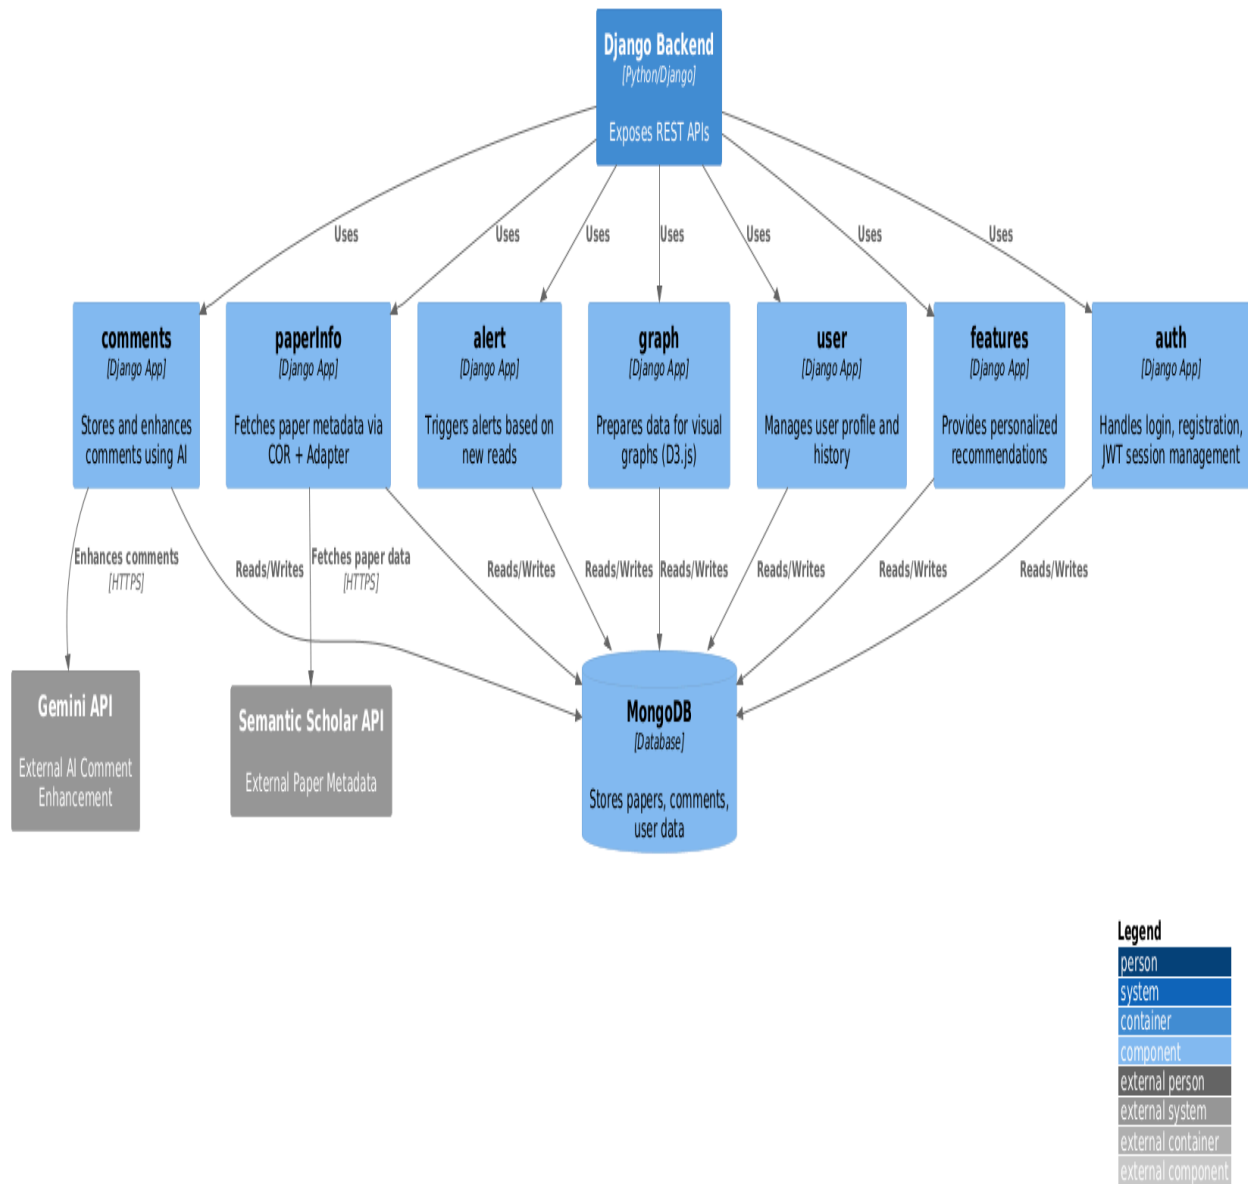 Django Backend
[Python/Django]
Exposes REST APIs
Uses
Uses
Uses
Uses
Uses
Uses
Uses
comments
[Django App]
Stores and enhances
comments using AI
paperInfo
[Django App]
Fetches paper metadata via
COR + Adapter
alert
[Django App]
Triggers alerts based on
new reads
graph
[Django App]
Prepares data for visual
graphs (D3.js)
user
[Django App]
Manages user profile and
history
features
[Django App]
Provides personalized
recommendations
auth
[Django App]
Handles login, registration,
JWT session management
Enhances comments
[HTTPS]
Reads/Writes
Fetches paper data
[HTTPS]
Reads/Writes
Reads/Writes
Reads/Writes
Reads/Writes
Reads/Writes
Reads/Writes
Gemini API
External AI Comment
Enhancement
Semantic Scholar API
External Paper Metadata
MongoDB
[Database]
Stores papers, comments,
user data
Legend
person
system
container
component
external person
external system
external container
external component